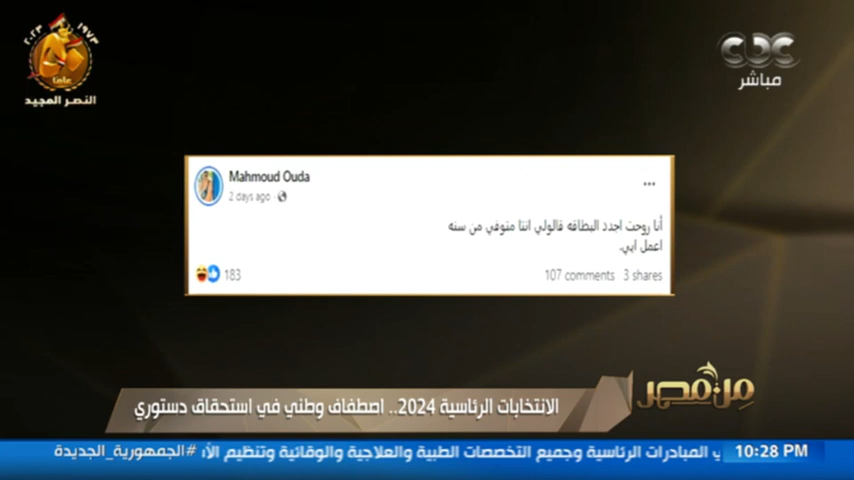 ١٩٧٣
٢٠٢٣
٥٠
عاما
النصر المجيد
CBC
مباشر
Mahmoud Ouda
2 days ago
أنا روحت اجدد البطاقه قالولي انتا متوفي من سنه
اعمل ايي.
183
107 comments 3 shares
من مصر
الانتخابات الرئاسية 2024.. اصطفاف وطني في استحقاق دستوري
10:28 PM
ي المبادرات الرئاسية وجميع التخصصات الطبية والعلاجية والوقائية وتنظيم الأ
#الجمهورية_الجديدة